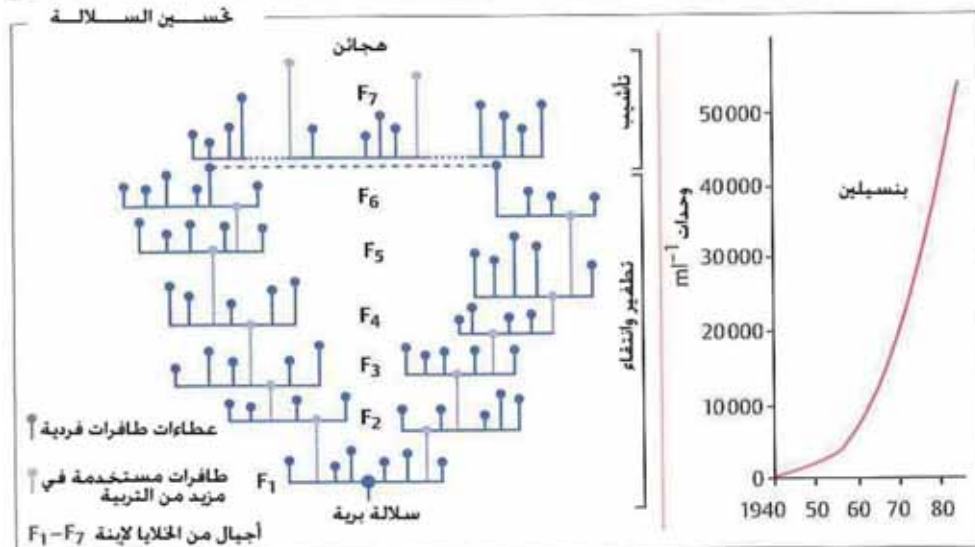 تحسين السلالة
هجائن
F₇
F₆
F₅
F₄
F₃
F₂
F₁
تأشيب
تطفير وانتقاء
عطاءات طافرات فردية
طافرات مستخدمة في
مزيد من التربية
أجيال من الخلايا لإبنة F₁–F₇
سلالة برية
بنسيلين
وحدات ml⁻¹
50000
40000
30000
20000
10000
0
1940 50 60 70 80